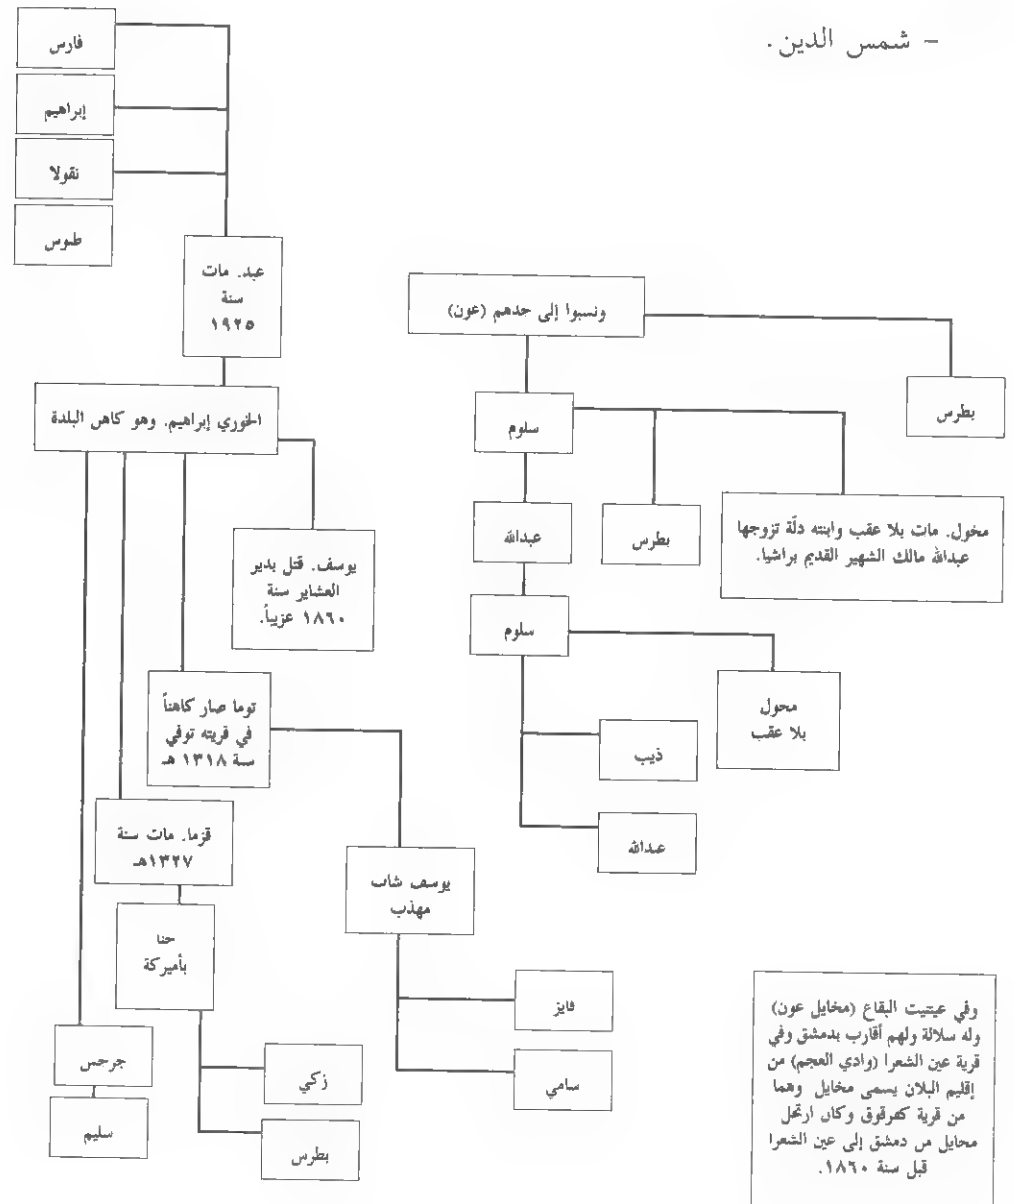 - شمس الدين.
فارس
إبراهيم
نقولا
طنوس
عبد. مات
سنة
١٩٢٥
الخوري إبراهيم. وهو كاهن البلدة
يوسف. قتل بدير
العشاير سنة
١٨٦٠ عزيباً.
توما صار كاهناً
في قريته توفي
سنة ١٣١٨ هـ
قزما. مات سنة
١٣٢٧هـ
حنا
بأميركة
جرجس
سليم
زكي
بطرس
يوسف شاب
مهذب
فايز
سامي
ونسبوا إلى جدهم (عون)
بطرس
سلوم
مخول. مات بلا عقب وابنته دلّة تزوجها
عبدالله مالك الشهير القديم براشيا.
بطرس
عبدالله
سلوم
مخول
بلا عقب
ذيب
عبدالله
وفي عيتنيت البقاع (مخايل عون)
وله سلالة ولهم أقارب بدمشق وفي
قرية عين الشعرا (وادي العجم) من
إقليم البلان يسمى مخايل وهما
من قرية كفرقوق وكان ارتحل
مخايل من دمشق إلى عين الشعرا
قبل سنة ١٨٦٠.